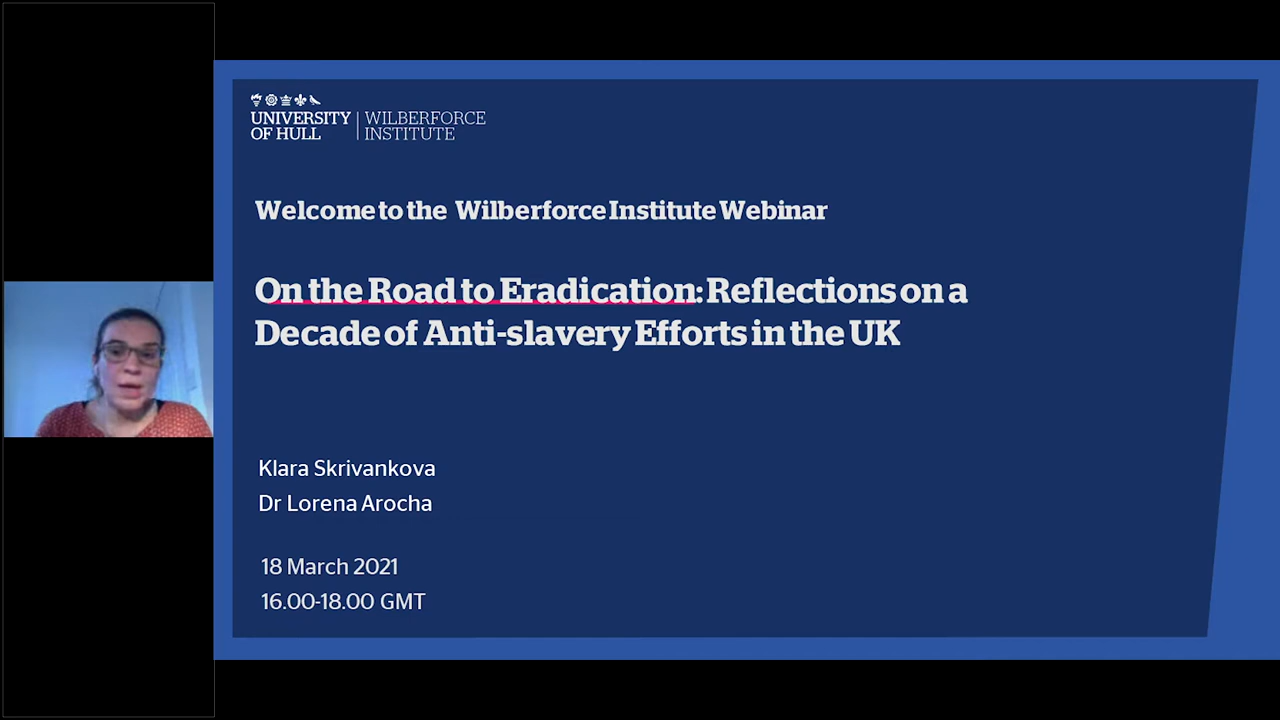 UNIVERSITY OF HULL
WILBERFORCE INSTITUTE
Welcome to the Wilberforce Institute Webinar
On the Road to Eradication: Reflections on a
Decade of Anti-slavery Efforts in the UK
Klara Skrivankova
Dr Lorena Arocha
18 March 2021
16.00-18.00 GMT